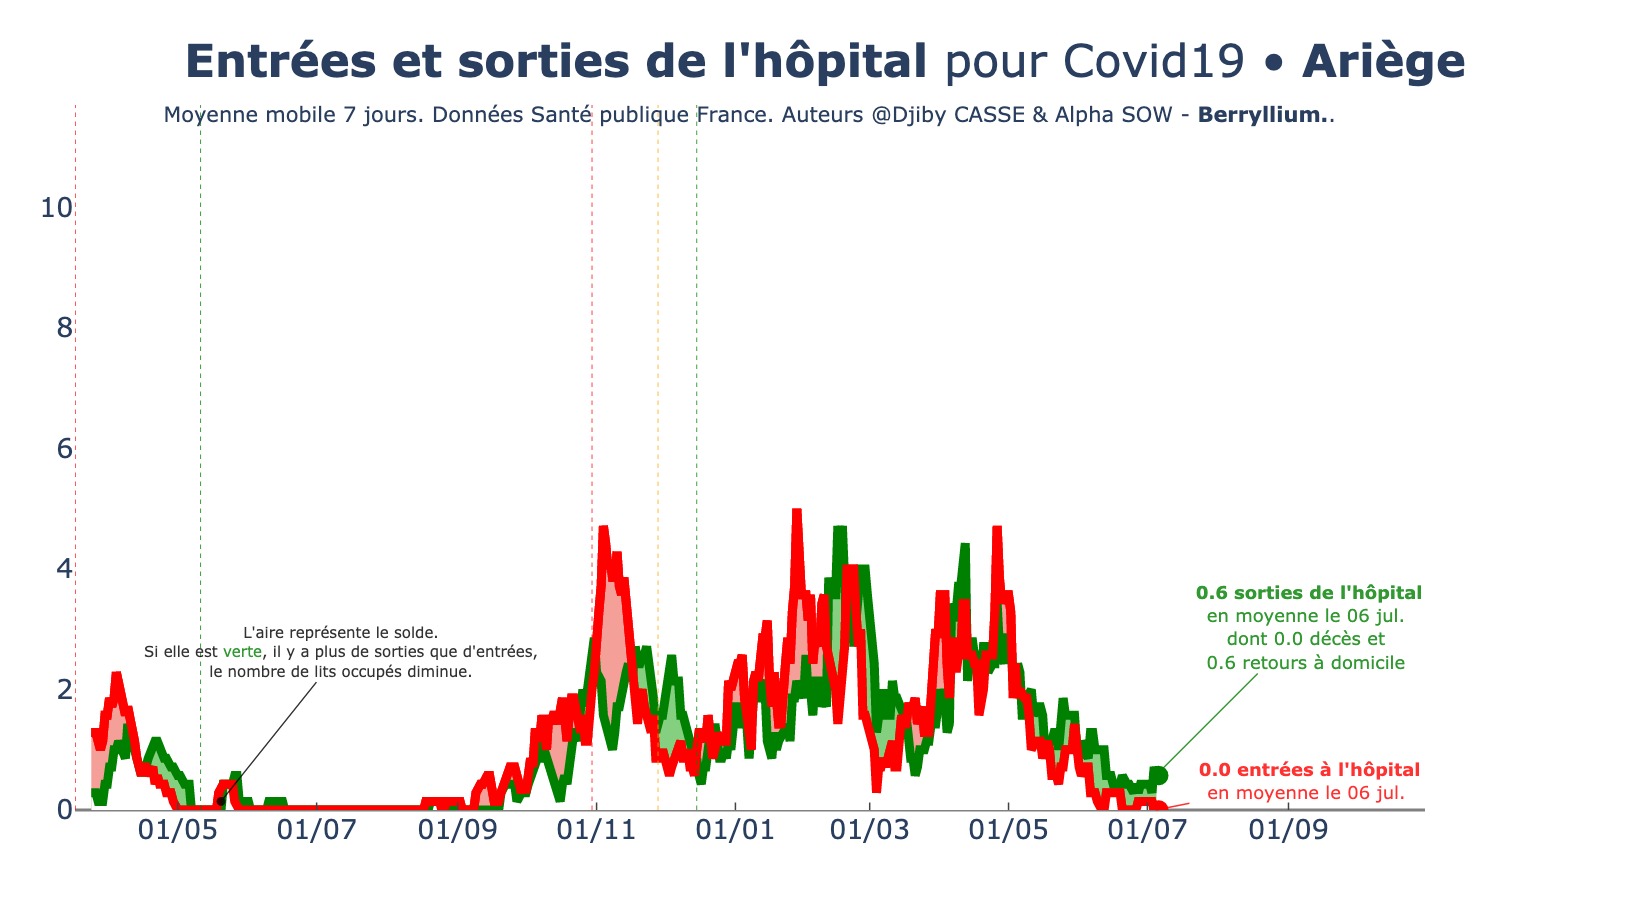 Entrées et sorties de l'hôpital pour Covid19 • Ariège
Moyenne mobile 7 jours. Données Santé publique France. Auteurs @Djiby CASSE & Alpha SOW - Berryllium..
10
8
6
4
2
0
L'aire représente le solde.
Si elle est verte, il y a plus de sorties que d'entrées,
le nombre de lits occupés diminue.
0.6 sorties de l'hôpital
en moyenne le 06 jul.
dont 0.0 décès et
0.6 retours à domicile
0.0 entrées à l'hôpital
en moyenne le 06 jul.
01/05 01/07 01/09 01/11 01/01 01/03 01/05 01/07 01/09